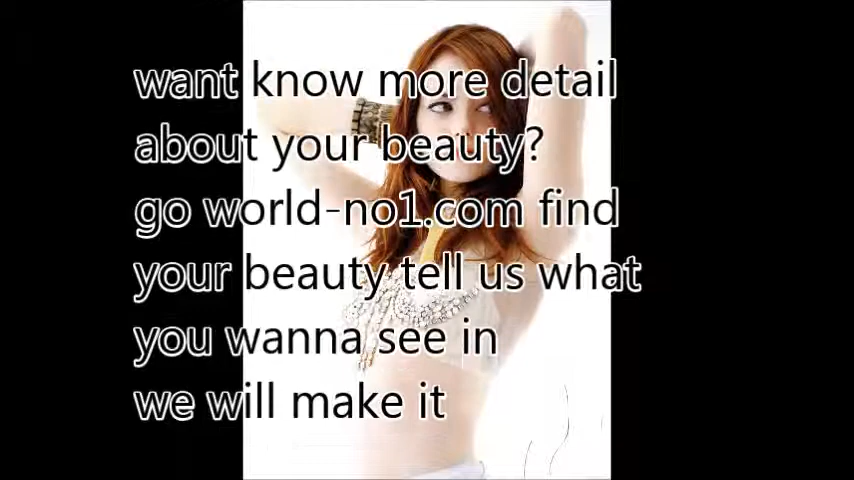 want know more detail
about your beauty?
go world-no1.com find
your beauty tell us what
you wanna see in
we will make it